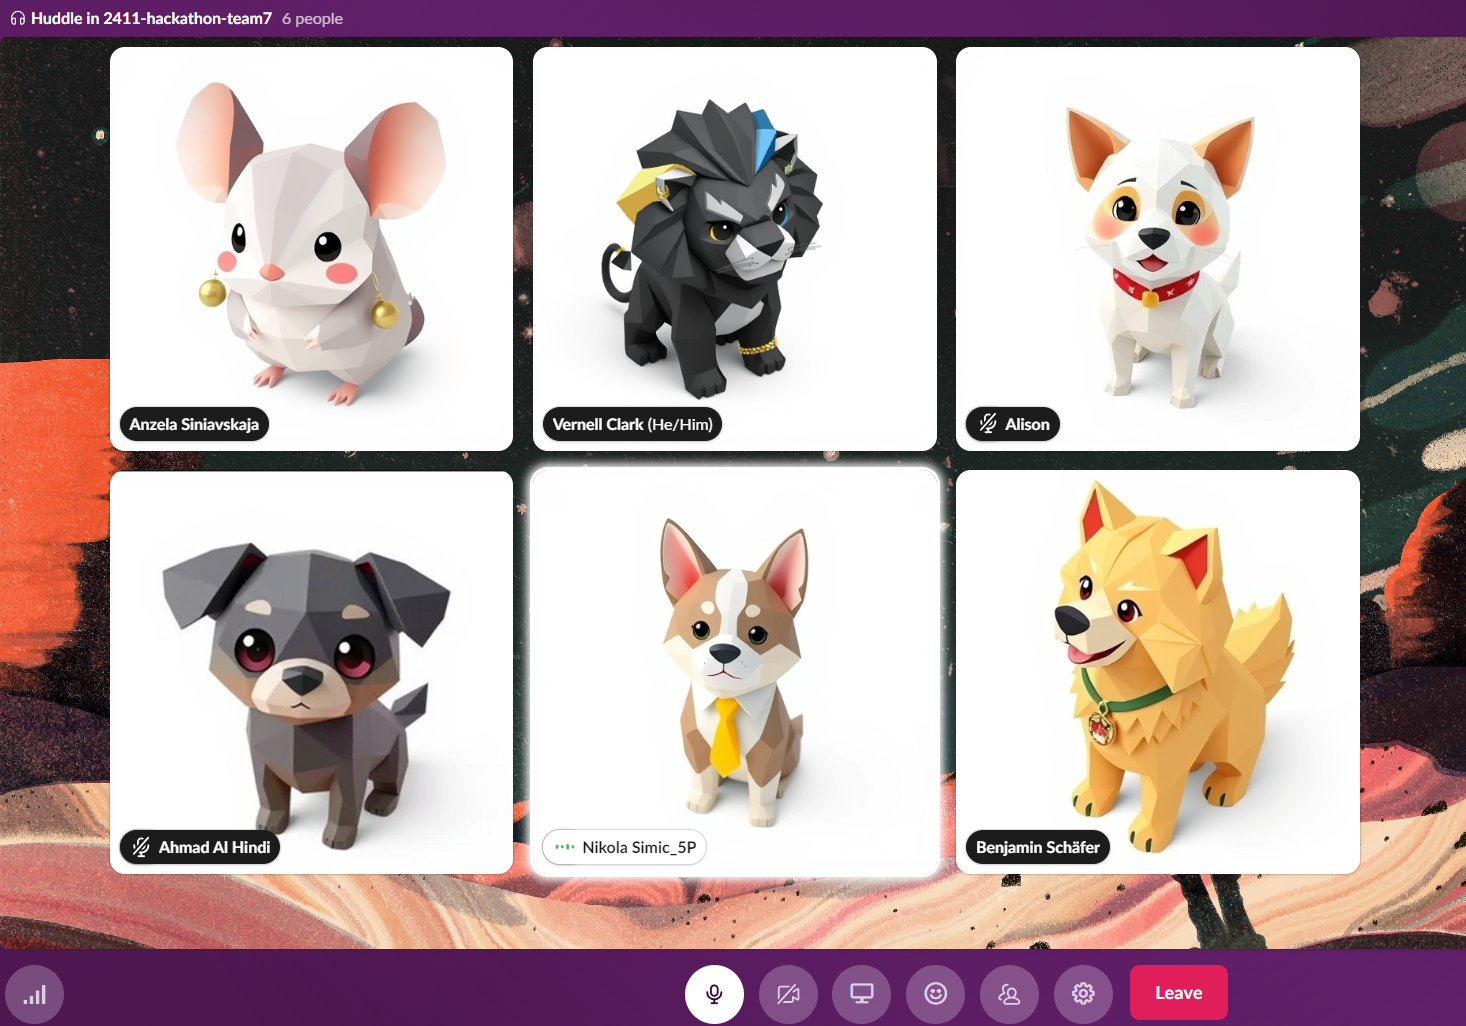 Huddle in 2411-hackathon-team7 6 people
Anzela Siniavskaja
Vernell Clark (He/Him)
Alison
Ahmad Al Hindi
Nikola Simic_5P
Benjamin Schäfer
Leave